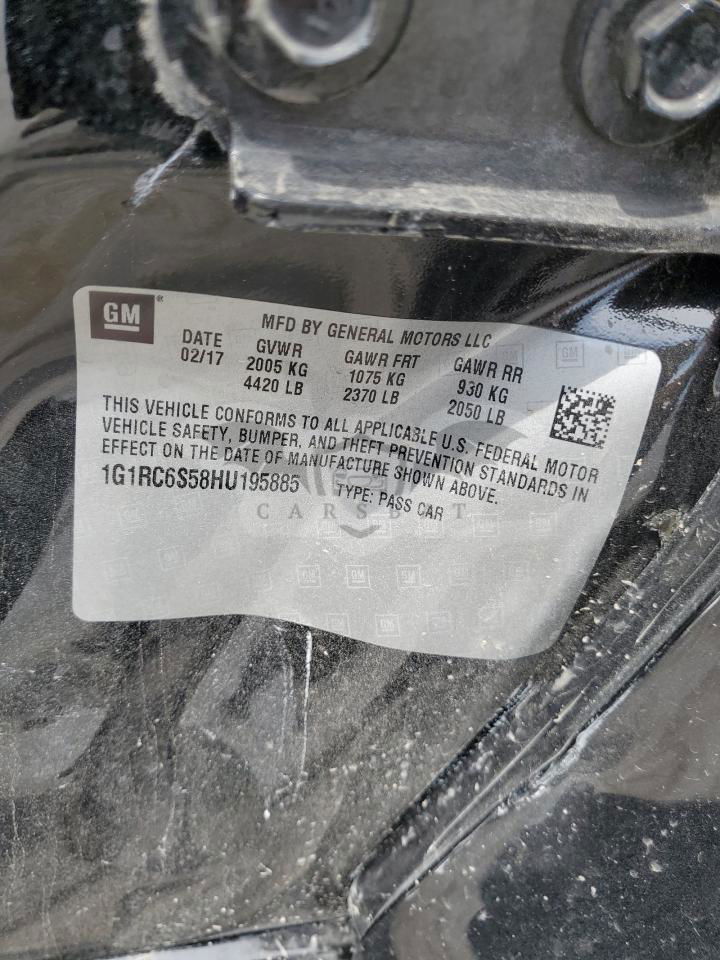 GM®
MFD BY GENERAL MOTORS LLC
DATE GVWR GAWR FRT GAWR RR
02/17 2005 KG 1075 KG 930 KG
4420 LB 2370 LB 2050 LB
THIS VEHICLE CONFORMS TO ALL APPLICABLE U.S. FEDERAL MOTOR
VEHICLE SAFETY, BUMPER, AND THEFT PREVENTION STANDARDS IN
EFFECT ON THE DATE OF MANUFACTURE SHOWN ABOVE.
1G1RC6S58HU195885 TYPE: PASS CAR